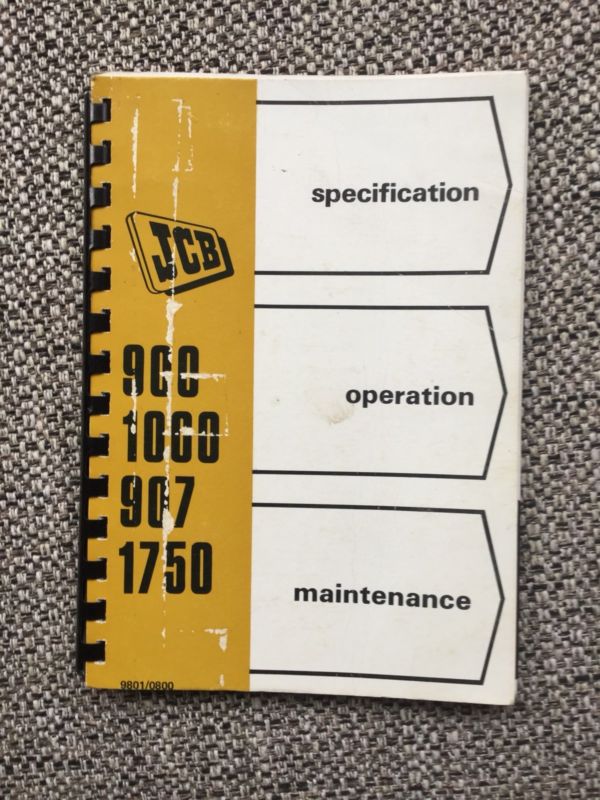 JCB
900
1000
907
1750
9801/0800
specification
operation
maintenance